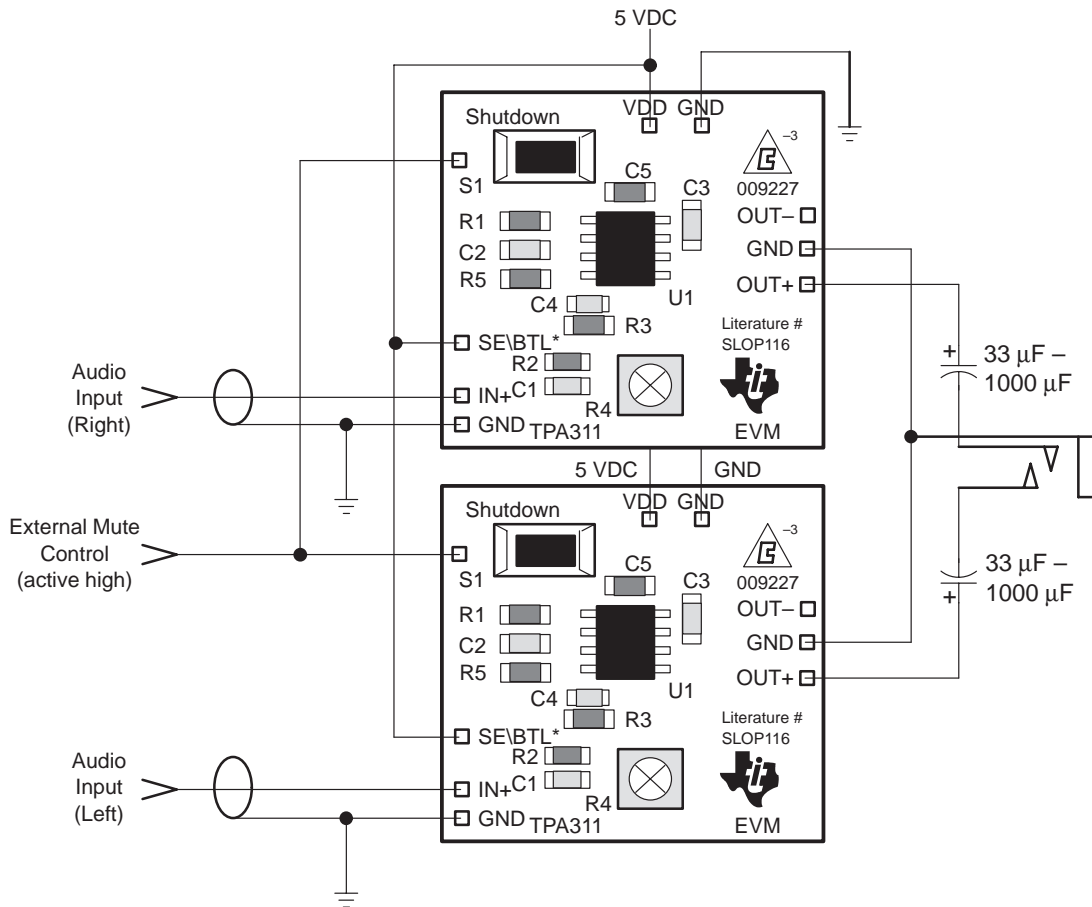 5 VDC
VDD GND
Shutdown
S1
–3
009227
C5
C3
R1
C2
R5
OUT–
GND
OUT+
U1
C4
R3
SE\BTL*
R2
IN+
C1
R4
GND
TPA311
Literature #
SLOP116
EVM
Audio
Input
(Right)
+
33 μF –
1000 μF
5 VDC
GND
VDD GND
Shutdown
S1
–3
009227
External Mute
Control
(active high)
C5
C3
R1
C2
R5
OUT–
GND
OUT+
U1
C4
R3
+
33 μF –
1000 μF
SE\BTL*
R2
IN+
C1
R4
GND
TPA311
Literature #
SLOP116
EVM
Audio
Input
(Left)